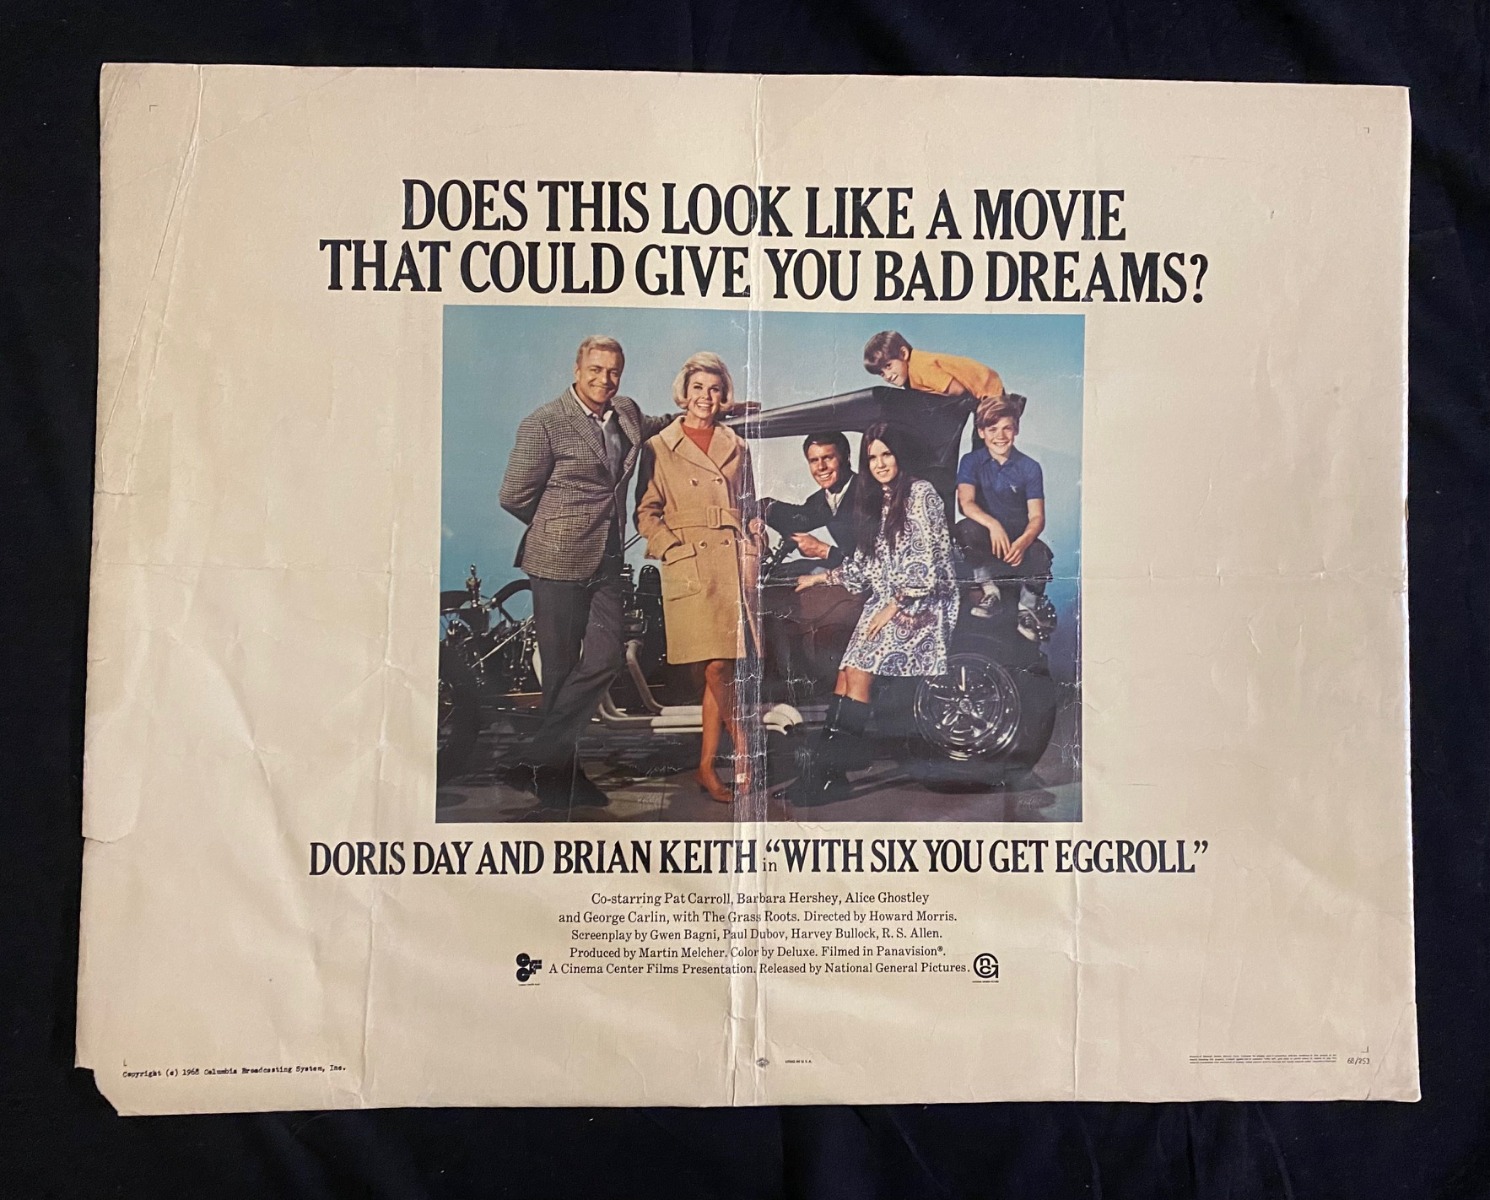 DOES THIS LOOK LIKE A MOVIE
THAT COULD GIVE YOU BAD DREAMS?
DORIS DAY AND BRIAN KEITH in "WITH SIX YOU GET EGGROLL"
Co-starring Pat Carroll, Barbara Hershey, Alice Ghostley
and George Carlin, with The Grass Roots. Directed by Howard Morris.
Screenplay by Gwen Bagni, Paul Dubov, Harvey Bullock, R. S. Allen.
Produced by Martin Melcher. Color by Deluxe. Filmed in Panavision®.
A Cinema Center Films Presentation. Released by National General Pictures.
Copyright (c) 1968 Columbia Broadcasting System, Inc.
68/253